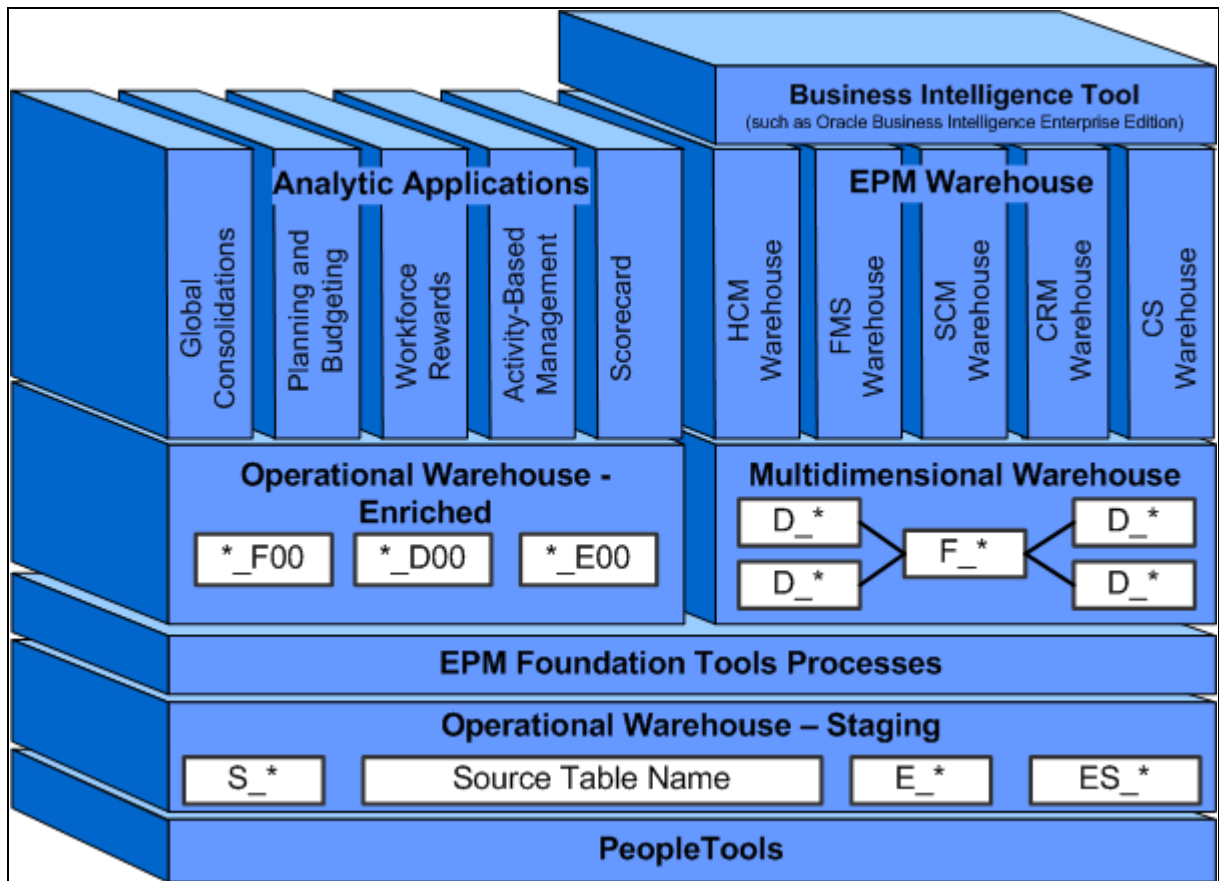 Business Intelligence Tool
(such as Oracle Business Intelligence Enterprise Edition)
Analytic Applications
EPM Warehouse
Global
Consolidations
Planning and
Budgeting
Workforce
Rewards
Activity-Based
Management
Scorecard
HCM
Warehouse
FMS
Warehouse
SCM
Warehouse
CRM
Warehouse
CS
Warehouse
Operational Warehouse -
Enriched
*_F00
*_D00
*_E00
Multidimensional Warehouse
D_*
D_*
F_*
D_*
D_*
EPM Foundation Tools Processes
Operational Warehouse – Staging
S_*
Source Table Name
E_*
ES_*
PeopleTools